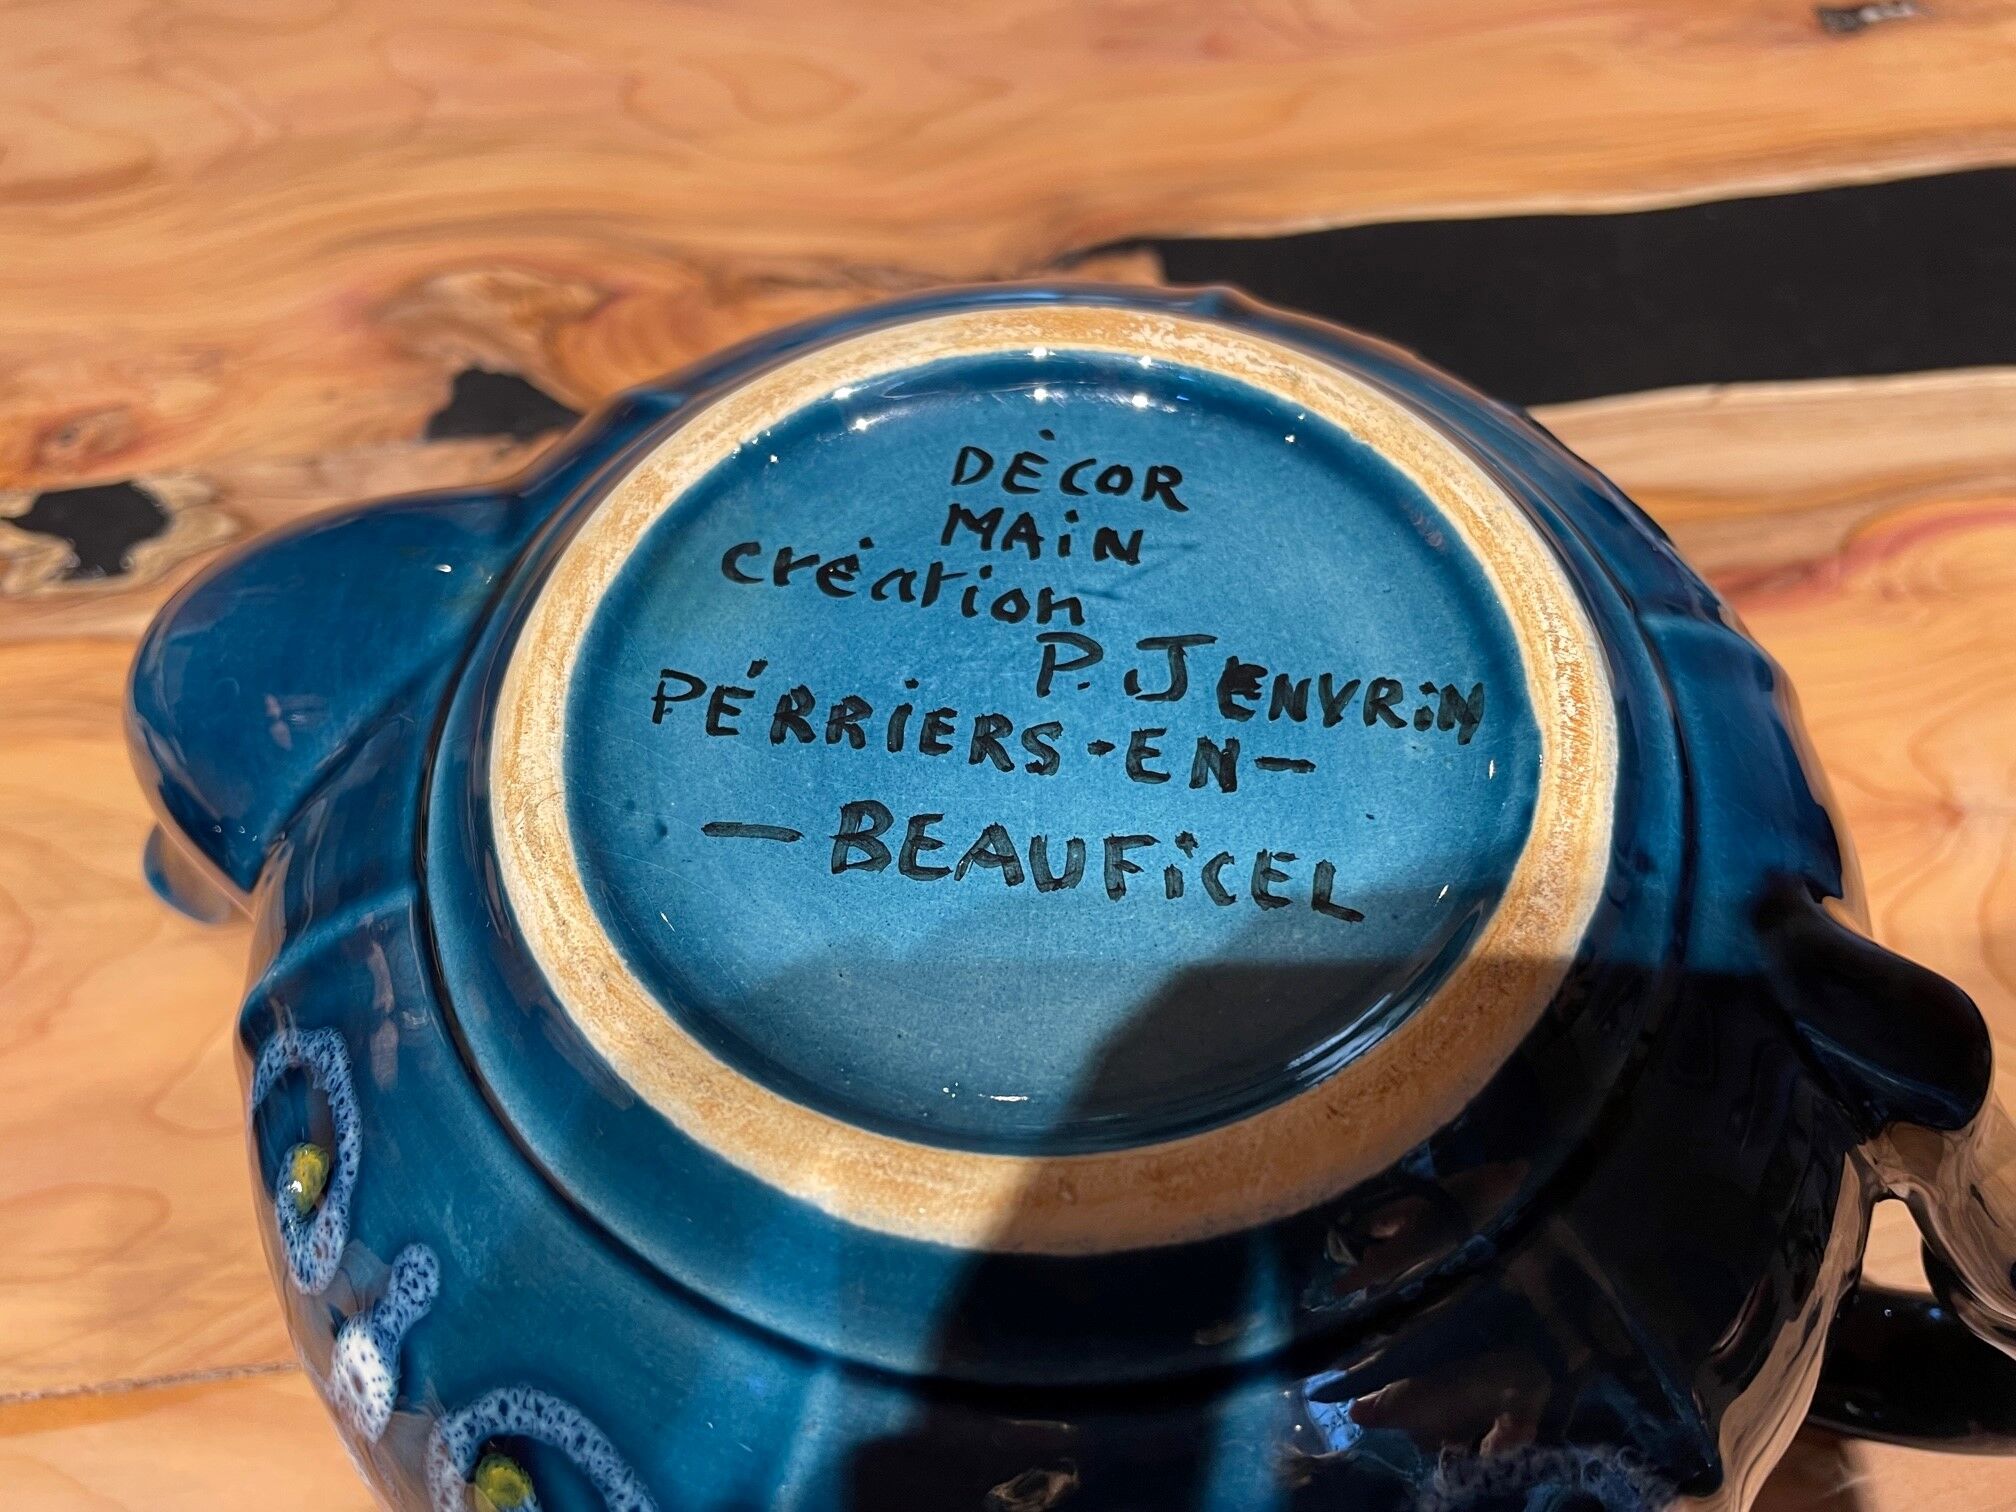 DÉCOR
MAiN
création
P. JENVRiN
PÉRRIERS-EN-
-BEAUFiCEL